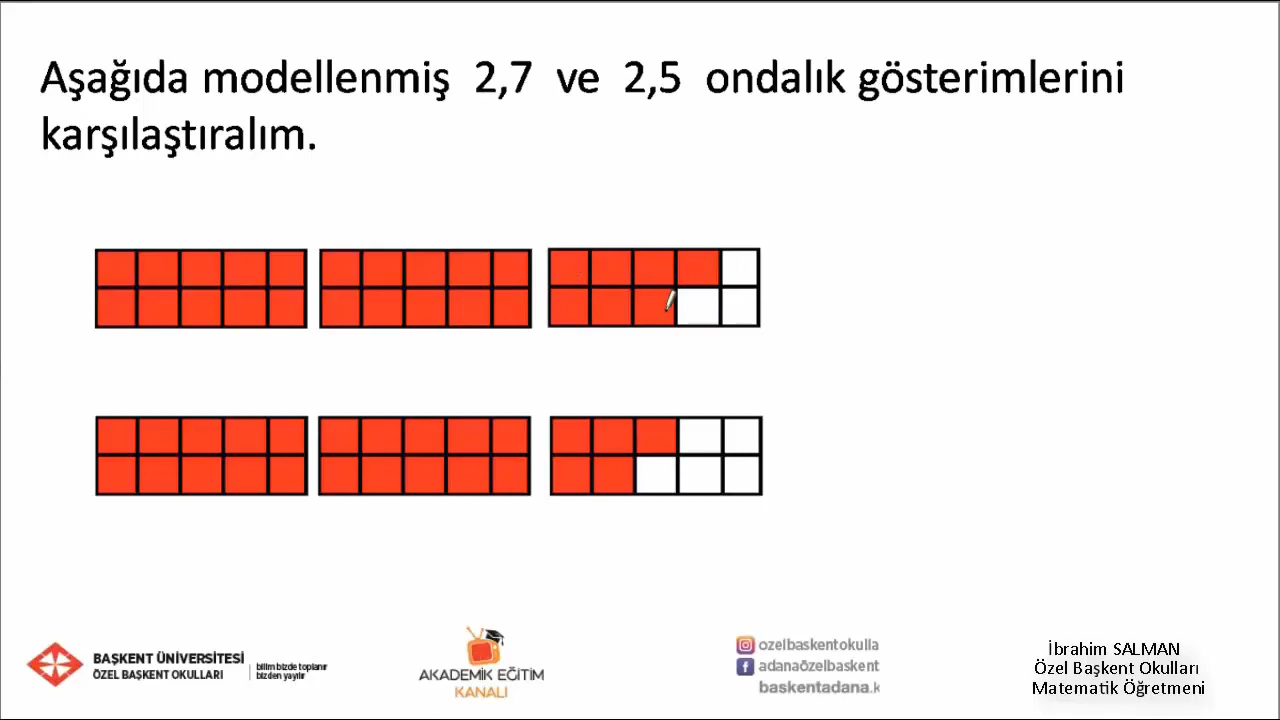 Aşağıda modellenmiş 2,7 ve 2,5 ondalık gösterimlerini
karşılaştıralım.
BAŞKENT ÜNİVERSİTESİ
ÖZEL BAŞKENT OKULLARI
bilim bizde toplanır
bizden yayılır
AKADEMİK EĞİTİM
KANALI
ozelbaskentokulla
adanaözelbaskent
baskentadana.k
İbrahim SALMAN
Özel Başkent Okulları
Matematik Öğretmeni